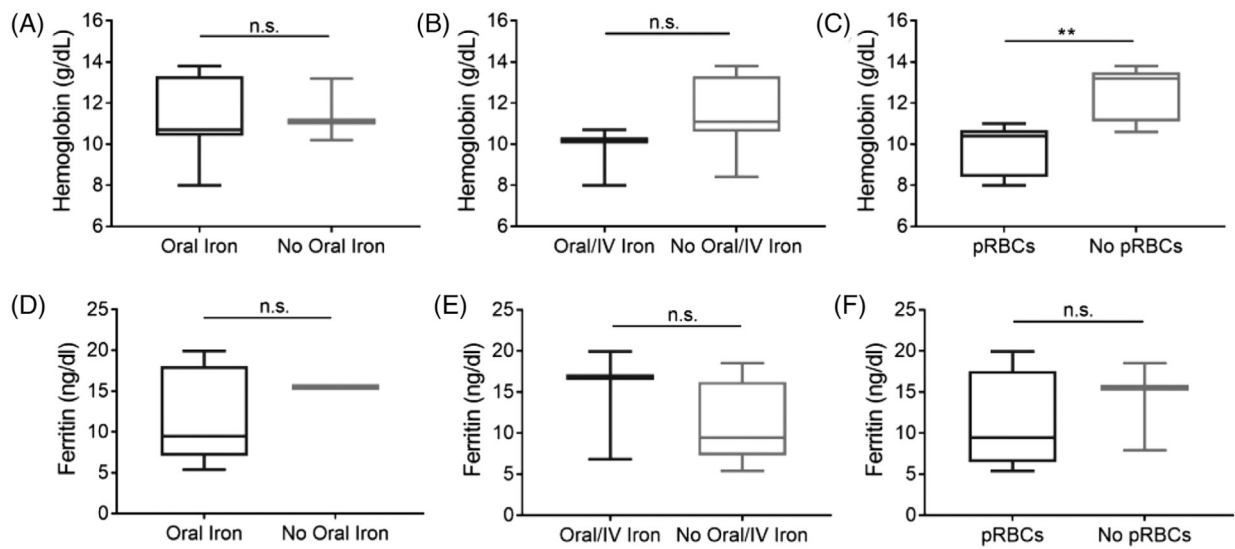 (A)
n.s.
Hemoglobin (g/dL)
16
14
12
10
8
6
Oral Iron
No Oral Iron
(B)
n.s.
Hemoglobin (g/dL)
16
14
12
10
8
6
Oral/IV Iron
No Oral/IV Iron
(C)
**
Hemoglobin (g/dL)
16
14
12
10
8
6
pRBCs
No pRBCs
(D)
n.s.
Ferritin (ng/dl)
25
20
15
10
5
0
Oral Iron
No Oral Iron
(E)
n.s.
Ferritin (ng/dl)
25
20
15
10
5
0
Oral/IV Iron
No Oral/IV Iron
(F)
n.s.
Ferritin (ng/dl)
25
20
15
10
5
0
pRBCs
No pRBCs